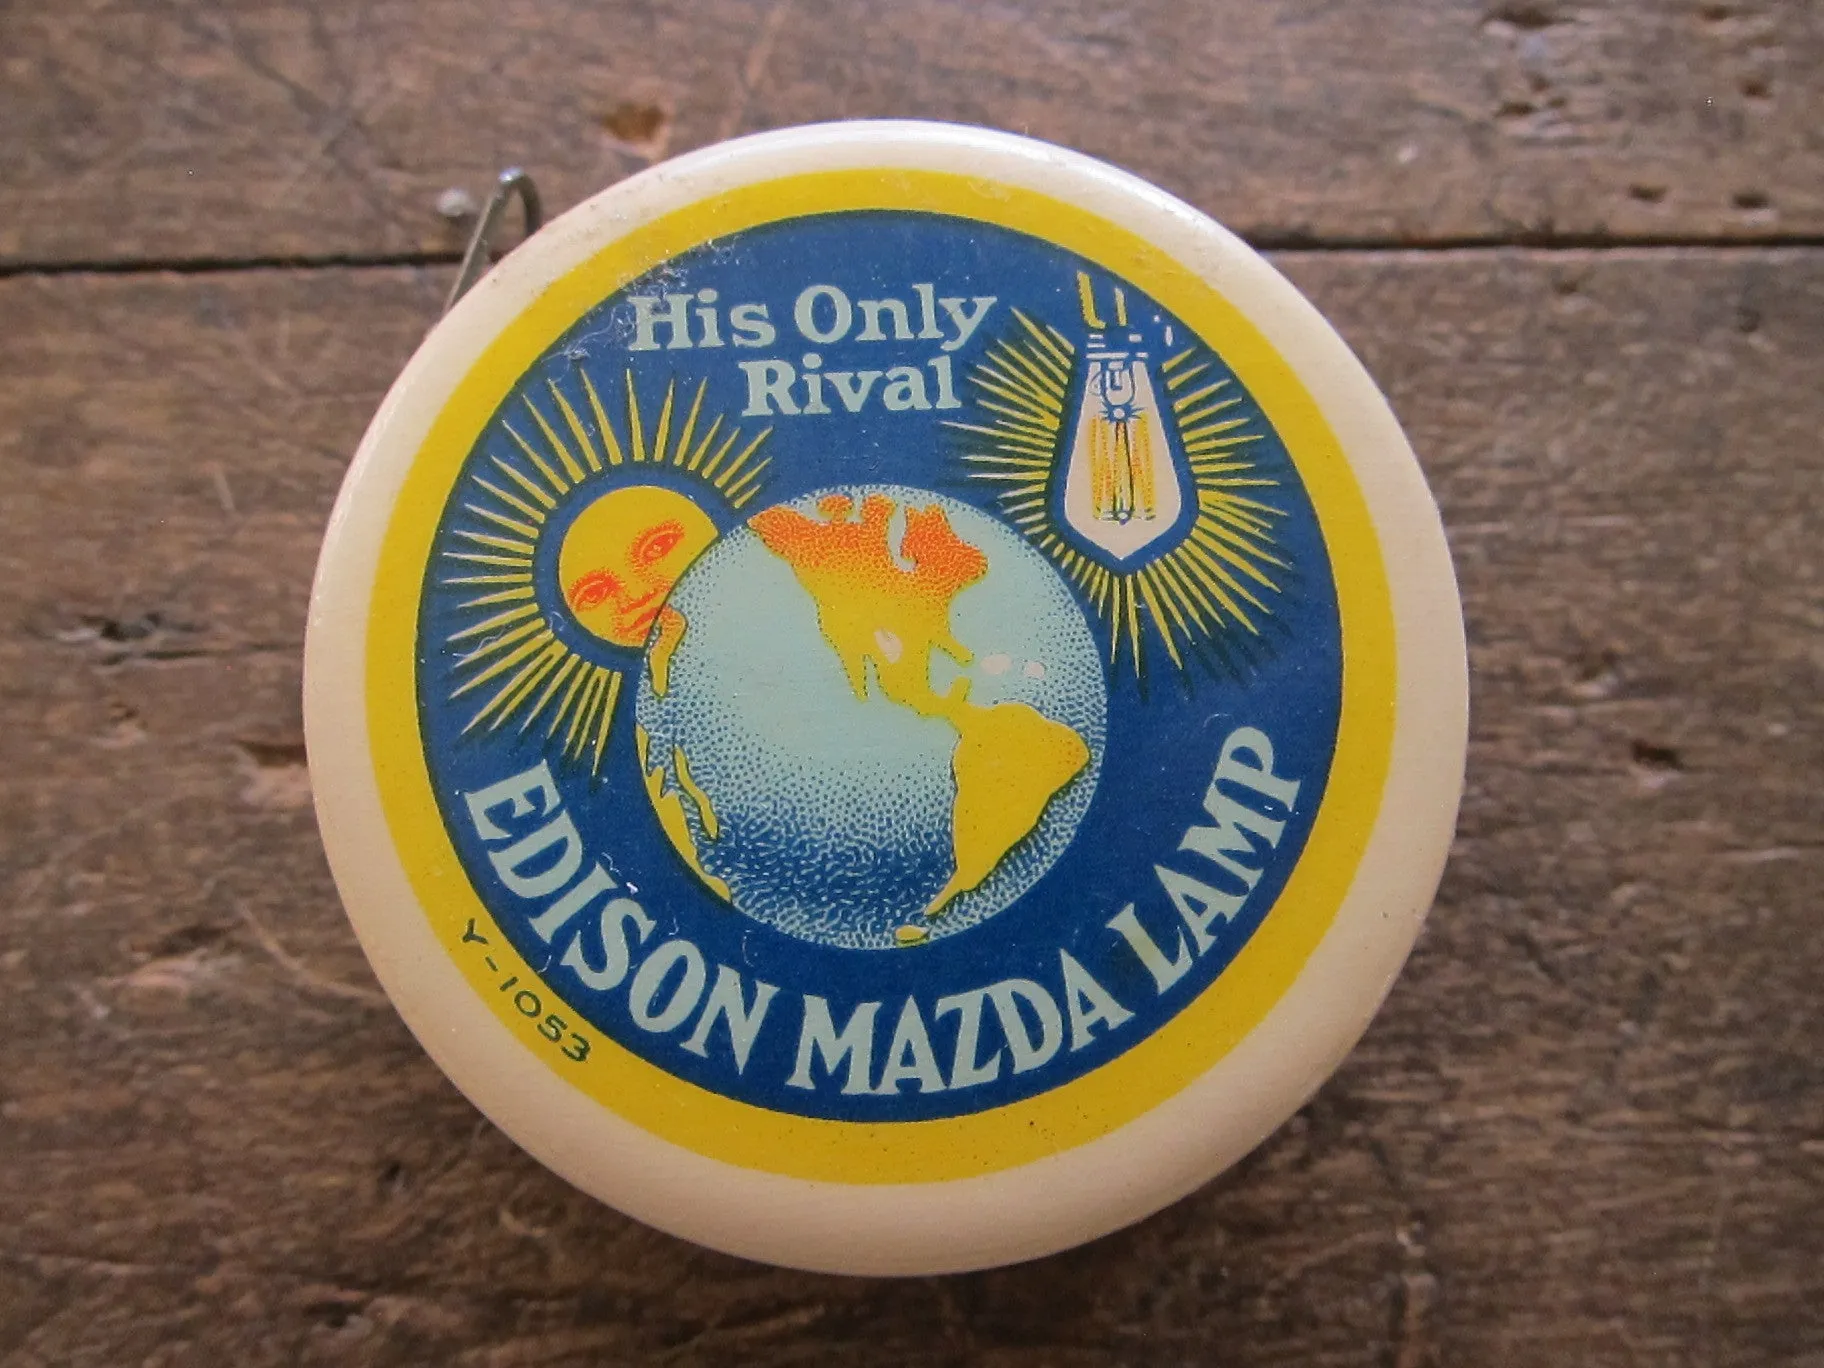 His Only
Rival
EDISON MAZDA LAMP
Y-1053